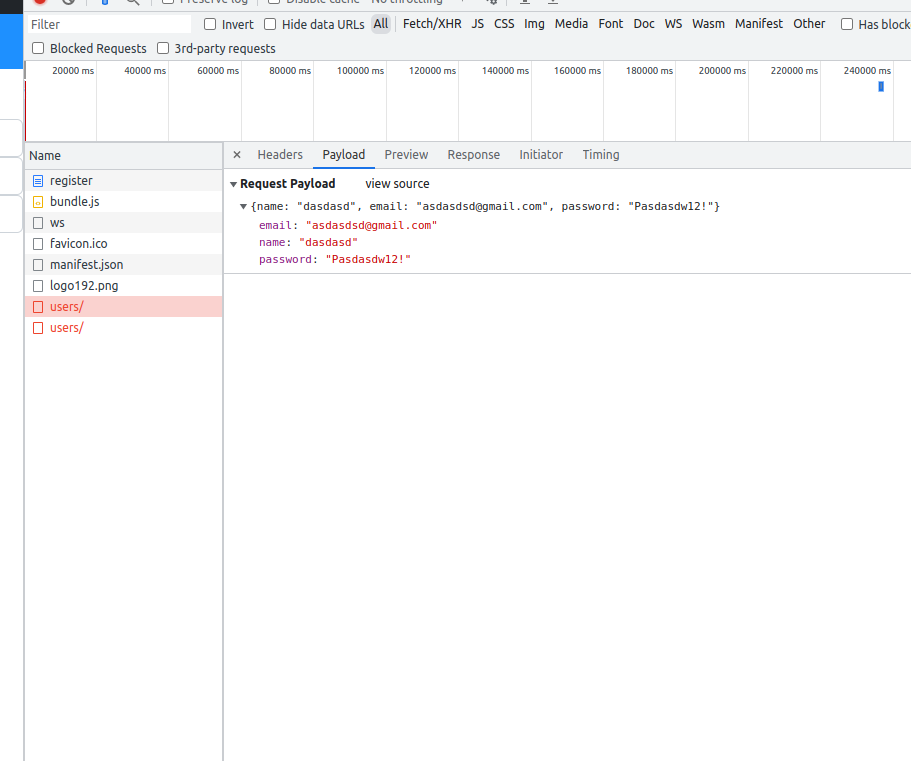 Preserve log Disable cache No throttling
Filter Invert Hide data URLs All Fetch/XHR JS CSS Img Media Font Doc WS Wasm Manifest Other Has block
Blocked Requests 3rd-party requests
20000 ms 40000 ms 60000 ms 80000 ms 100000 ms 120000 ms 140000 ms 160000 ms 180000 ms 200000 ms 220000 ms 240000 ms
Name × Headers Payload Preview Response Initiator Timing
register
bundle.js
ws
favicon.ico
manifest.json
logo192.png
users/
users/
Request Payload view source
{name: "dasdasd", email: "asdasdsd@gmail.com", password: "Pasdasdw12!"}
email: "asdasdsd@gmail.com"
name: "dasdasd"
password: "Pasdasdw12!"